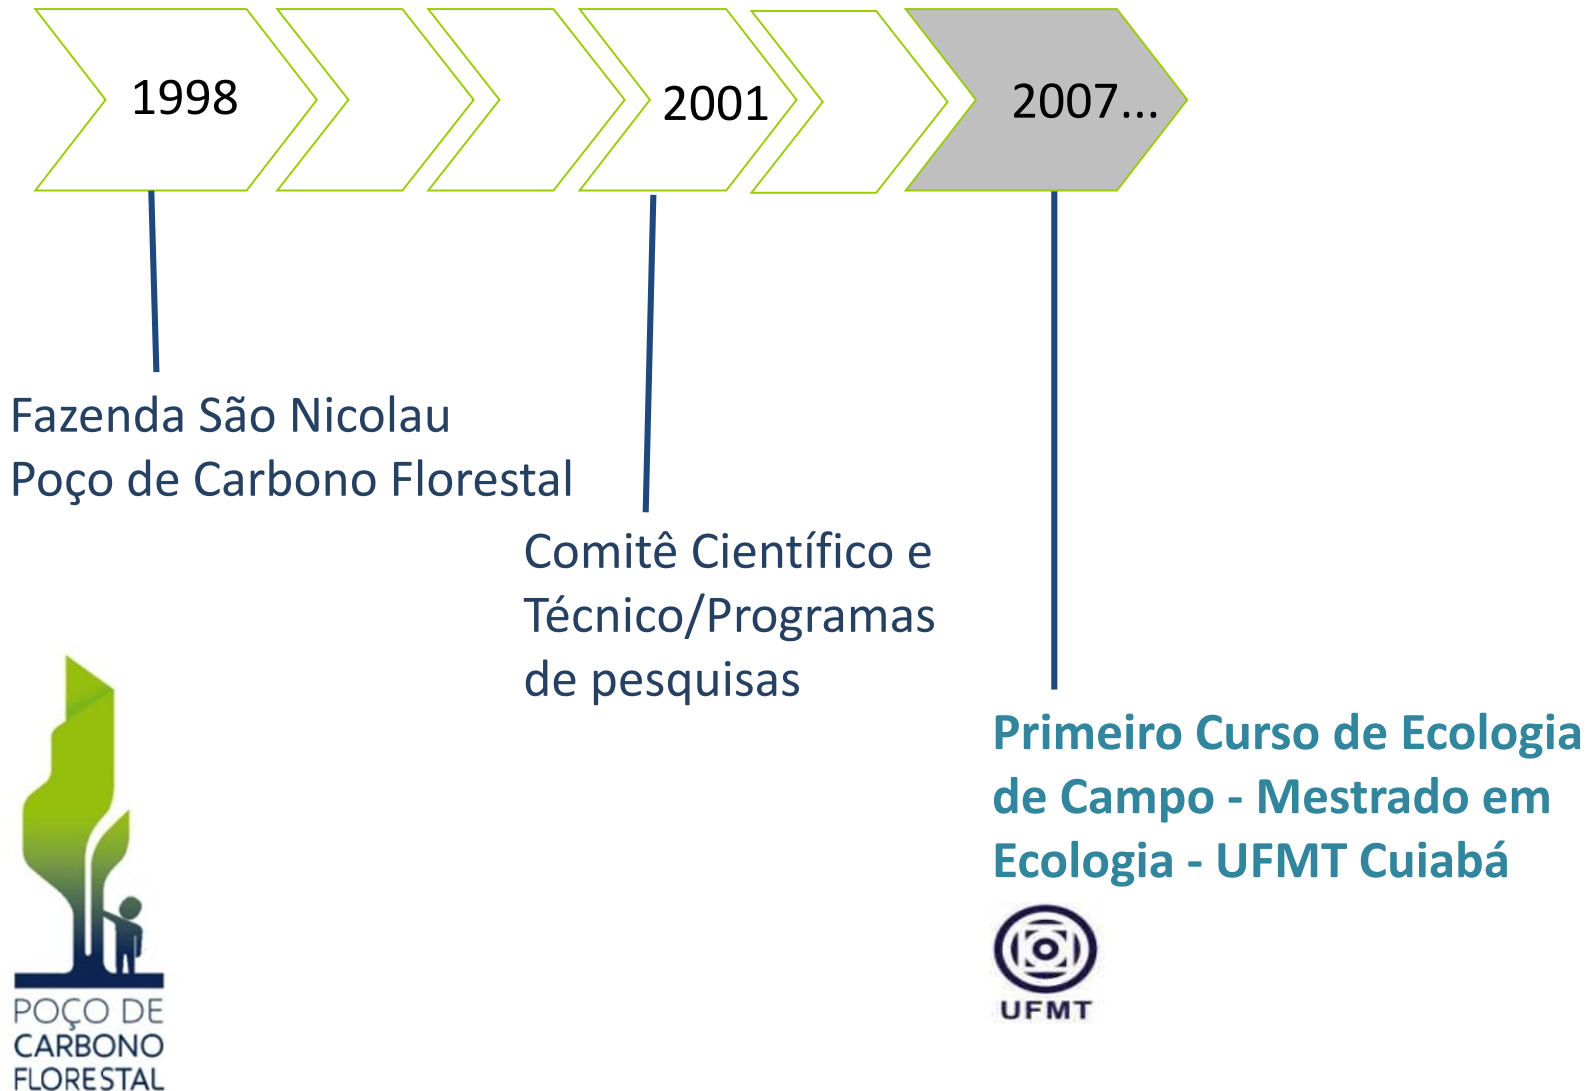 1998
2001
2007...
Fazenda São Nicolau
Poço de Carbono Florestal
Comitê Científico e
Técnico/Programas
de pesquisas
Primeiro Curso de Ecologia
de Campo - Mestrado em
Ecologia - UFMT Cuiabá
POÇO DE
CARBONO
FLORESTAL
UFMT